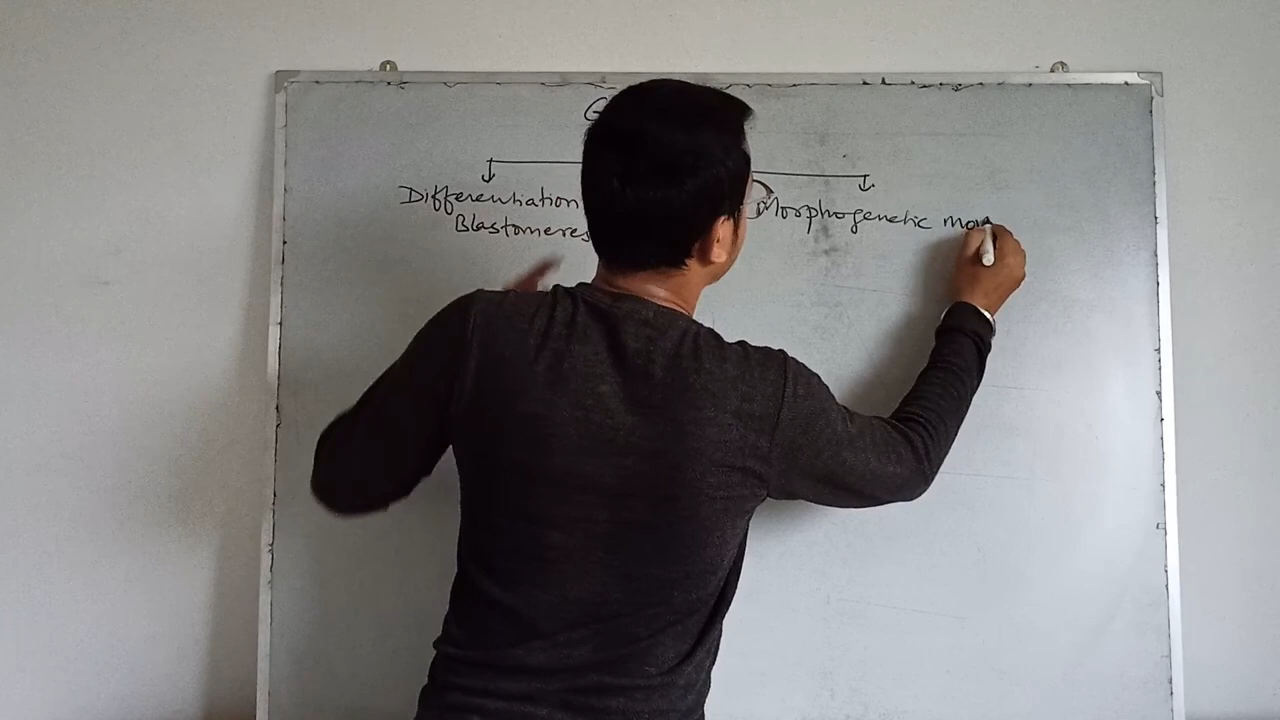 G
Differentiation
Blastomeres
Morphogenetic mov